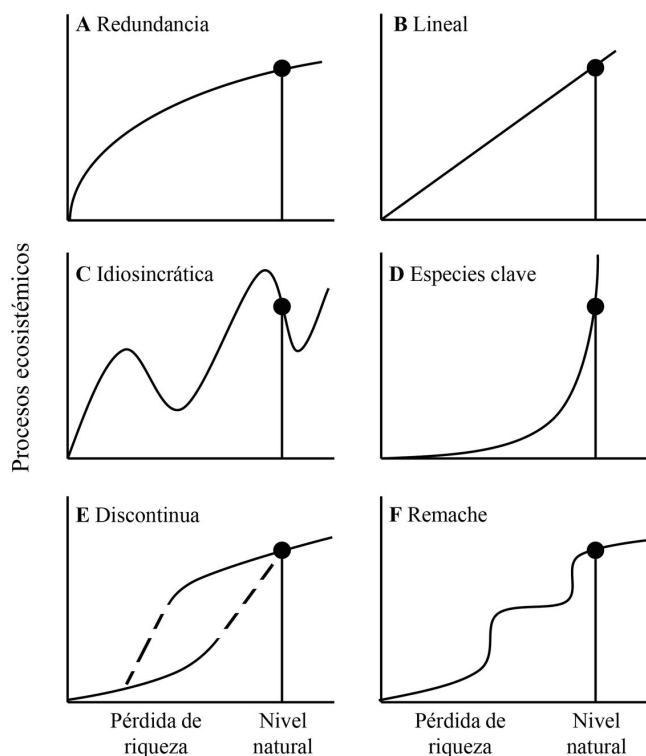 A Redundancia
B Lineal
C Idiosincrática
D Especies clave
Procesos ecosistémicos
E Discontinua
F Remache
Pérdida de
riqueza
Nivel
natural
Pérdida de
riqueza
Nivel
natural